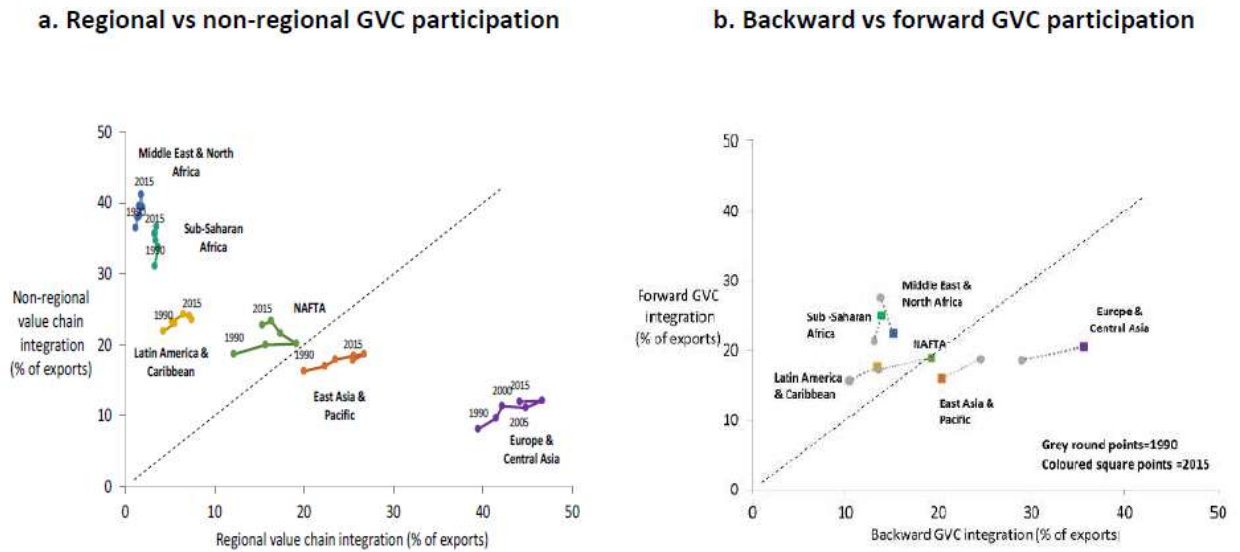 a. Regional vs non-regional GVC participation
50
40
30
20
10
0
0
10
20
30
40
50
Non-regional
value chain
integration
(% of exports)
Regional value chain integration (% of exports)
Middle East & North
Africa
2015
1990
Sub-Saharan
Africa
2015
1990
1990
2015
Latin America &
Caribbean
NAFTA
2015
1990
1990
2015
East Asia &
Pacific
1990
2000
2015
2005
Europe &
Central Asia
b. Backward vs forward GVC participation
50
40
30
20
10
0
0
10
20
30
40
50
Forward GVC
integration
(% of exports)
Backward GVC integration (% of exports)
Middle East &
North Africa
Sub -Saharan
Africa
Europe &
Central Asia
NAFTA
Latin America
& Caribbean
East Asia &
Pacific
Grey round points=1990
Coloured square points =2015